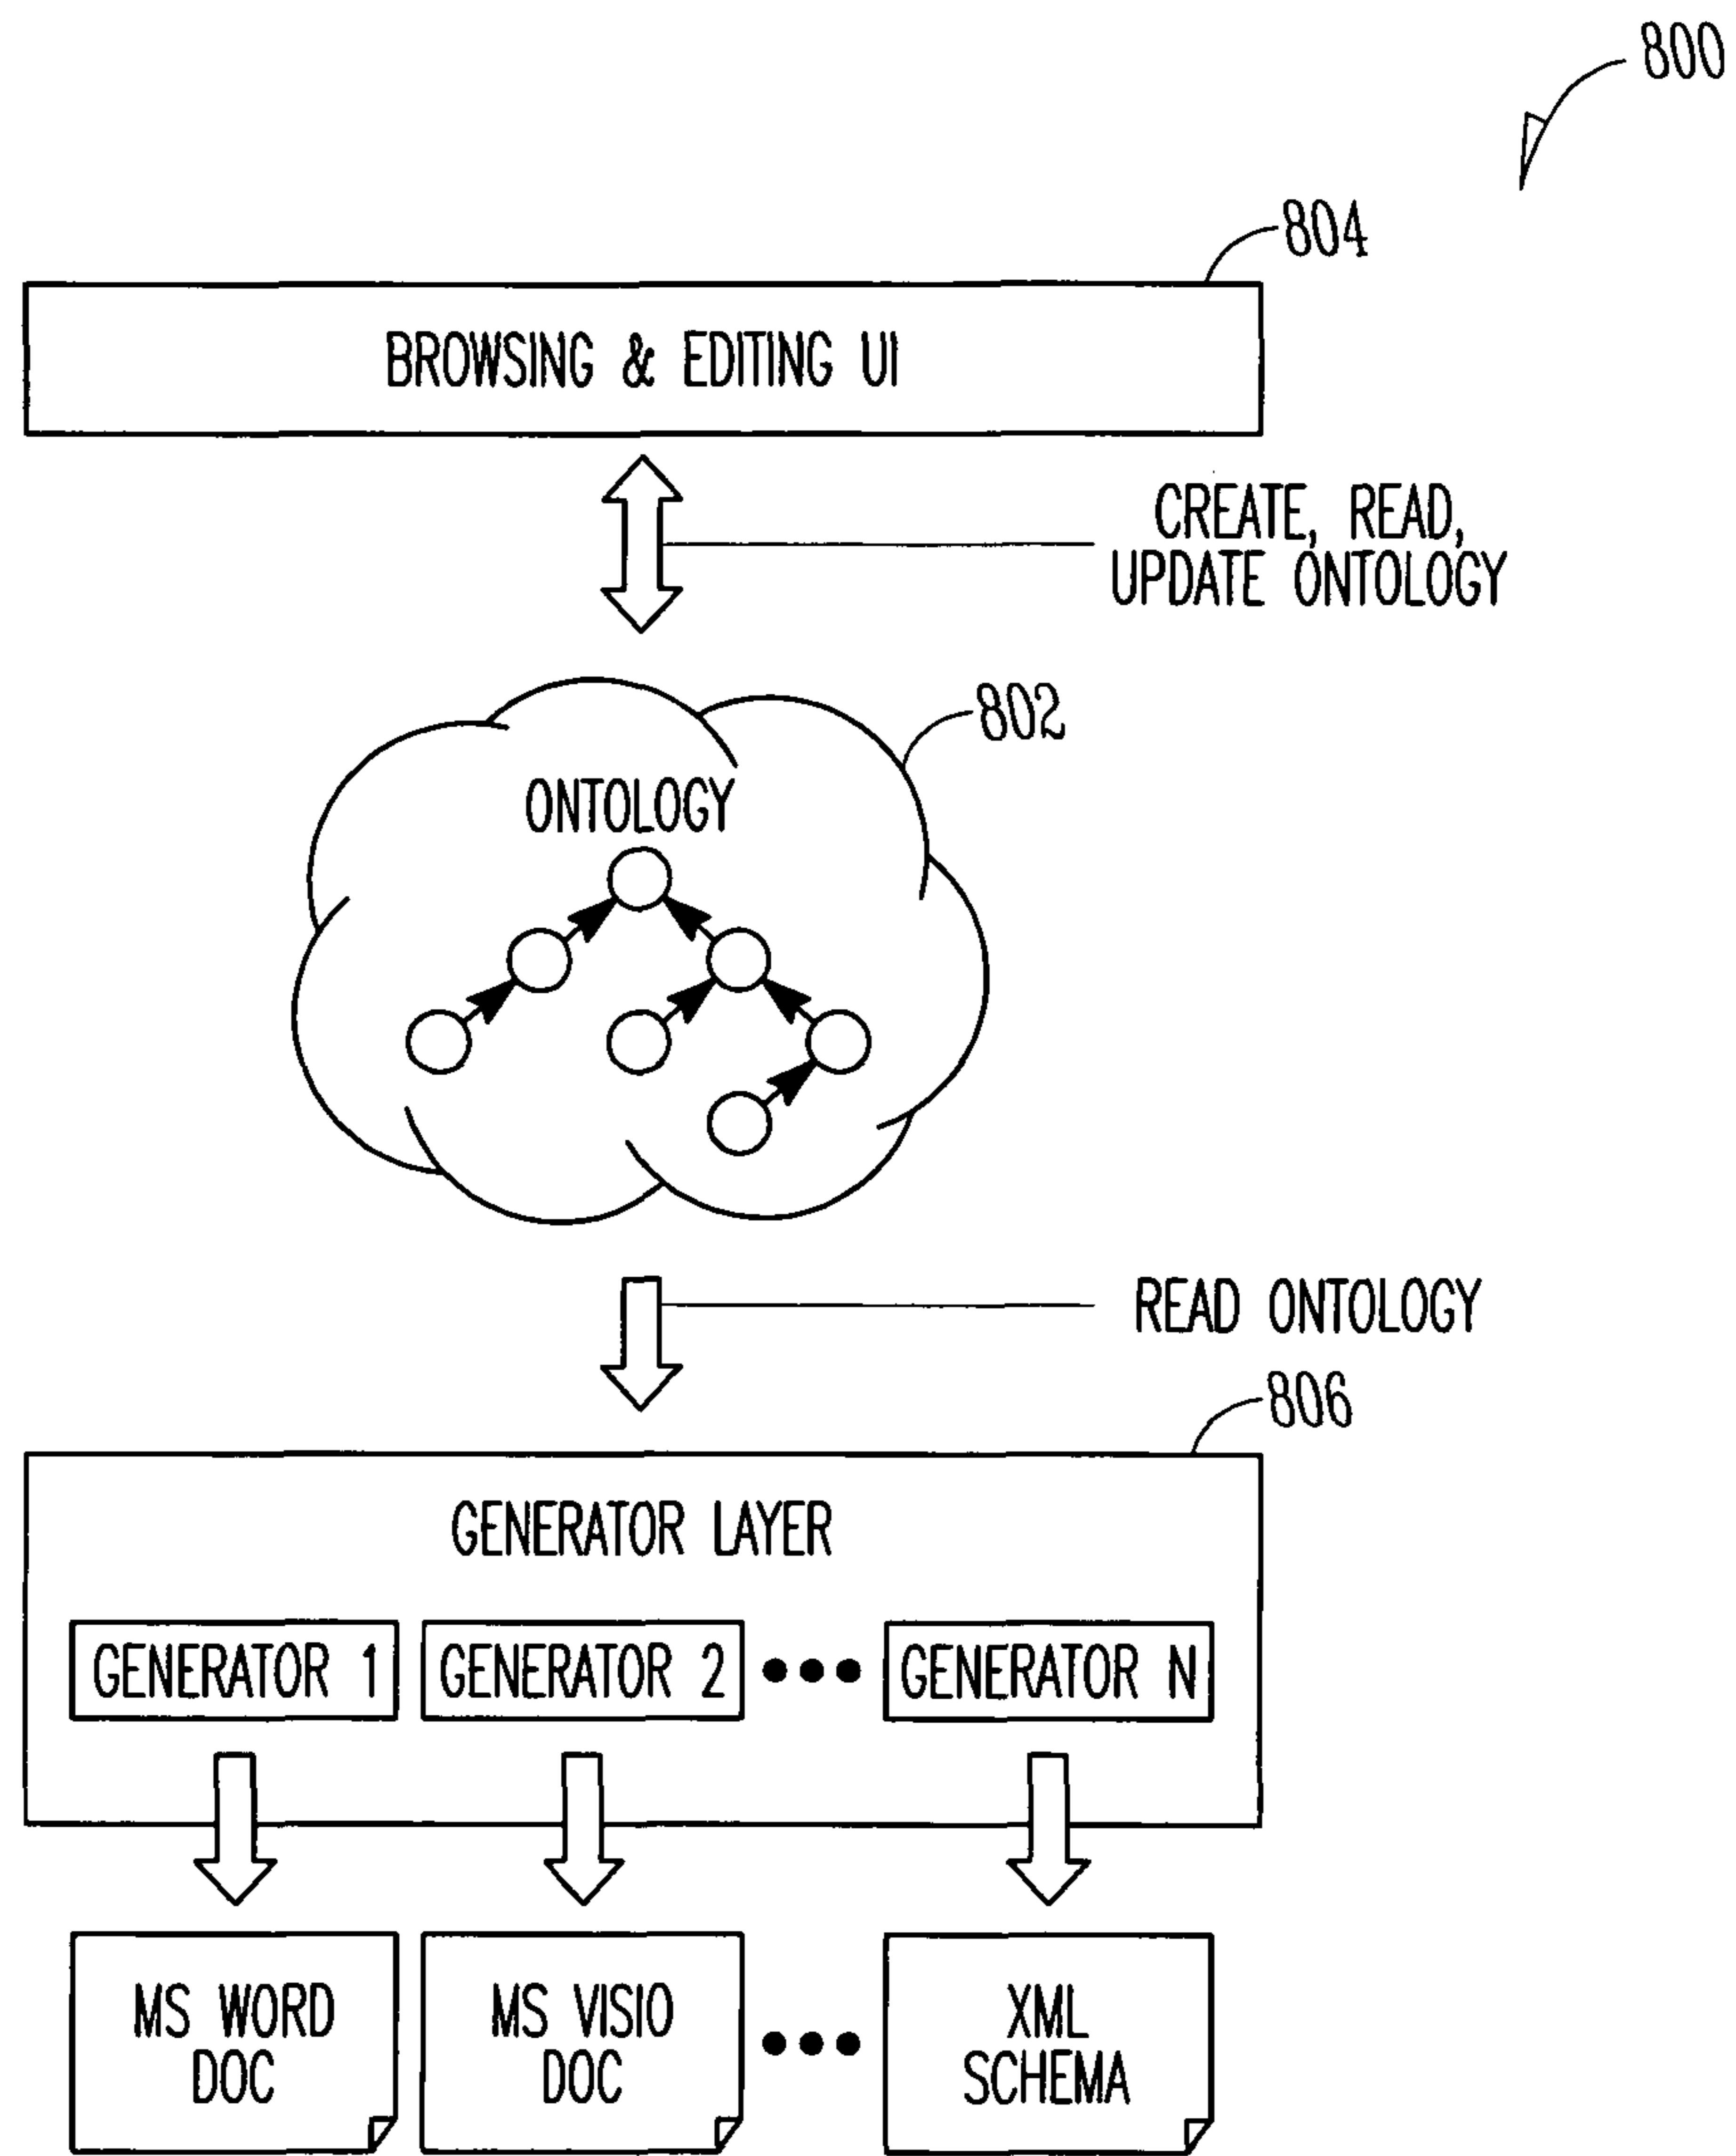 800
804
BROWSING & EDITING UI
CREATE, READ,
UPDATE ONTOLOGY
802
ONTOLOGY
READ ONTOLOGY
806
GENERATOR LAYER
GENERATOR 1
GENERATOR 2
GENERATOR N
MS WORD
DOC
MS VISIO
DOC
XML
SCHEMA